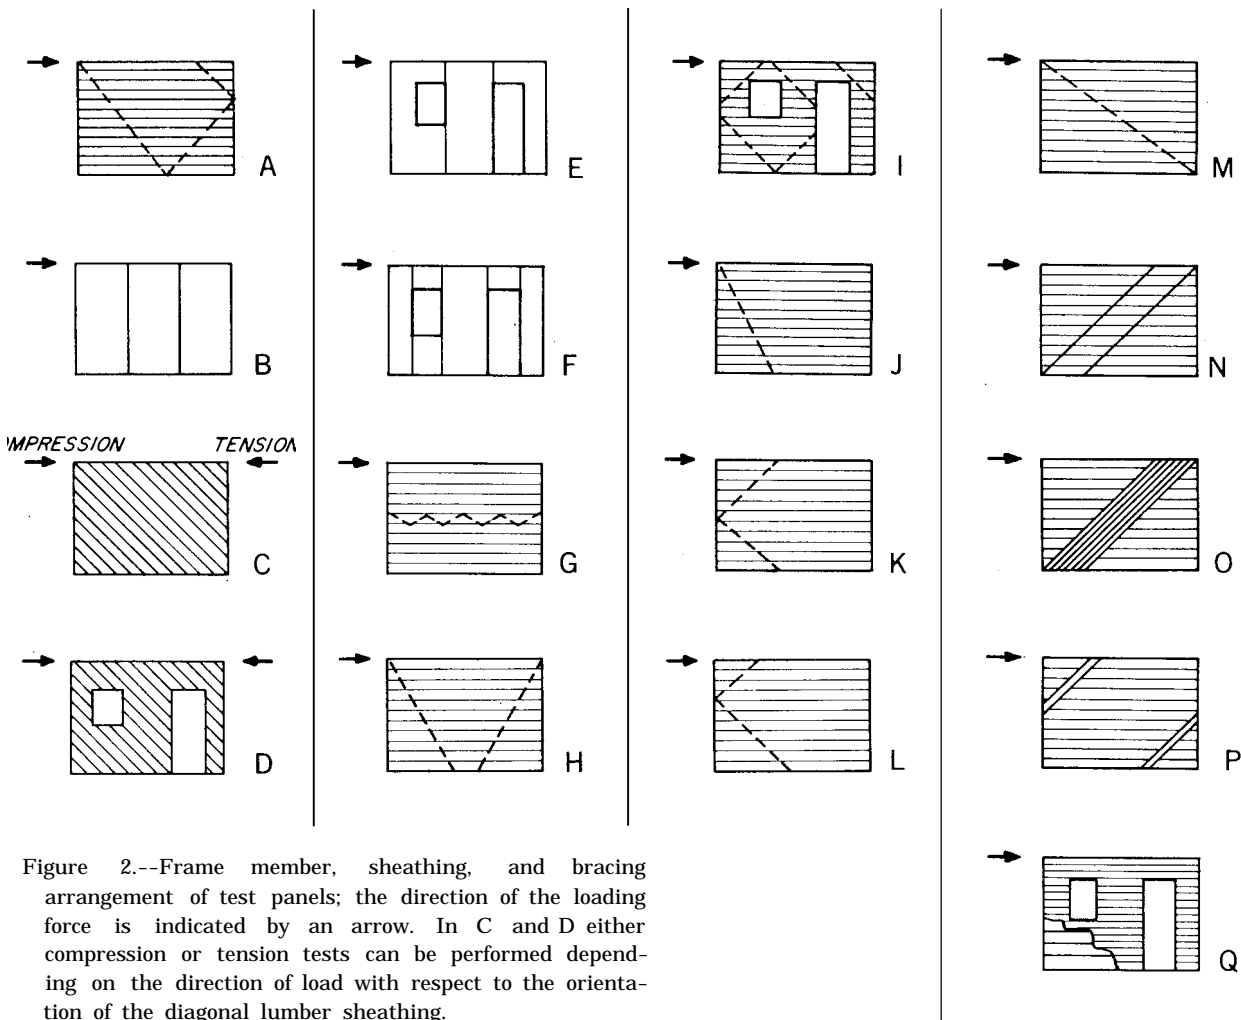 A
B
OMPRESSION TENSION
C
D
E
F
G
H
I
J
K
L
M
N
O
P
Q
Figure 2.--Frame member, sheathing, and bracing
arrangement of test panels; the direction of the loading
force is indicated by an arrow. In C and D either
compression or tension tests can be performed depend-
ing on the direction of load with respect to the orienta-
tion of the diagonal lumber sheathing.